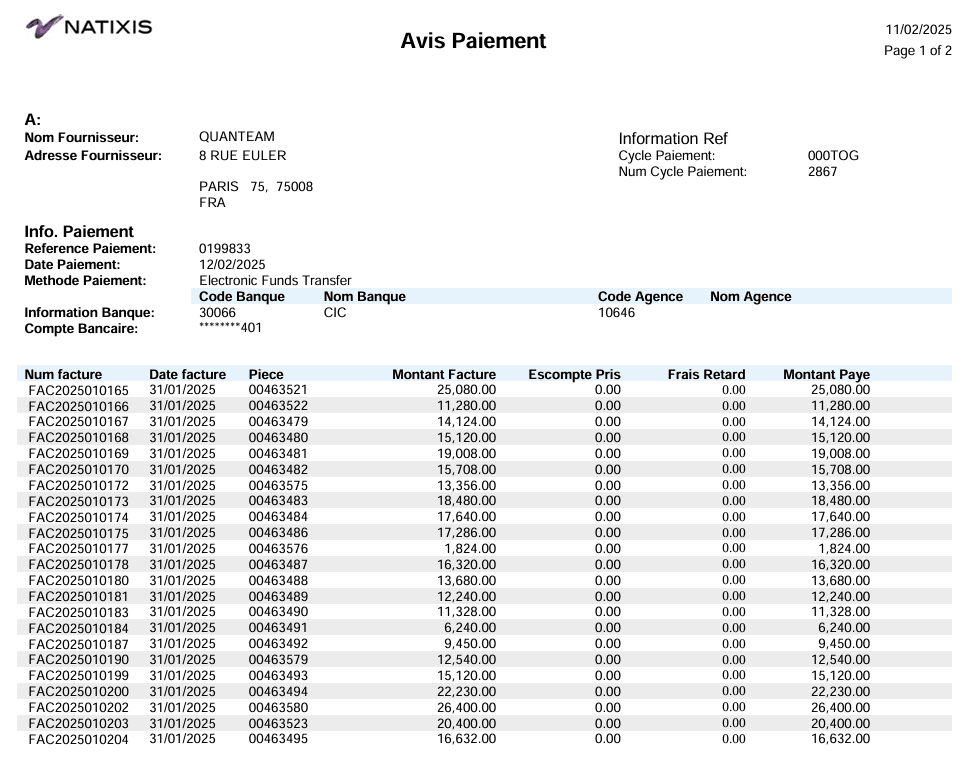 NATIXIS
Avis Paiement
11/02/2025
Page 1 of 2
A:
Nom Fournisseur: QUANTEAM
Adresse Fournisseur: 8 RUE EULER
PARIS 75, 75008
FRA
Information Ref
Cycle Paiement: 000TOG
Num Cycle Paiement: 2867
Info. Paiement
Reference Paiement: 0199833
Date Paiement: 12/02/2025
Methode Paiement: Electronic Funds Transfer
Code Banque Nom Banque Code Agence Nom Agence
Information Banque: 30066 CIC 10646
Compte Bancaire: ********401
Num facture Date facture Piece Montant Facture Escompte Pris Frais Retard Montant Paye
FAC2025010165 31/01/2025 00463521 25,080.00 0.00 0.00 25,080.00
FAC2025010166 31/01/2025 00463522 11,280.00 0.00 0.00 11,280.00
FAC2025010167 31/01/2025 00463479 14,124.00 0.00 0.00 14,124.00
FAC2025010168 31/01/2025 00463480 15,120.00 0.00 0.00 15,120.00
FAC2025010169 31/01/2025 00463481 19,008.00 0.00 0.00 19,008.00
FAC2025010170 31/01/2025 00463482 15,708.00 0.00 0.00 15,708.00
FAC2025010172 31/01/2025 00463575 13,356.00 0.00 0.00 13,356.00
FAC2025010173 31/01/2025 00463483 18,480.00 0.00 0.00 18,480.00
FAC2025010174 31/01/2025 00463484 17,640.00 0.00 0.00 17,640.00
FAC2025010175 31/01/2025 00463486 17,286.00 0.00 0.00 17,286.00
FAC2025010177 31/01/2025 00463576 1,824.00 0.00 0.00 1,824.00
FAC2025010178 31/01/2025 00463487 16,320.00 0.00 0.00 16,320.00
FAC2025010180 31/01/2025 00463488 13,680.00 0.00 0.00 13,680.00
FAC2025010181 31/01/2025 00463489 12,240.00 0.00 0.00 12,240.00
FAC2025010183 31/01/2025 00463490 11,328.00 0.00 0.00 11,328.00
FAC2025010184 31/01/2025 00463491 6,240.00 0.00 0.00 6,240.00
FAC2025010187 31/01/2025 00463492 9,450.00 0.00 0.00 9,450.00
FAC2025010190 31/01/2025 00463579 12,540.00 0.00 0.00 12,540.00
FAC2025010199 31/01/2025 00463493 15,120.00 0.00 0.00 15,120.00
FAC2025010200 31/01/2025 00463494 22,230.00 0.00 0.00 22,230.00
FAC2025010202 31/01/2025 00463580 26,400.00 0.00 0.00 26,400.00
FAC2025010203 31/01/2025 00463523 20,400.00 0.00 0.00 20,400.00
FAC2025010204 31/01/2025 00463495 16,632.00 0.00 0.00 16,632.00